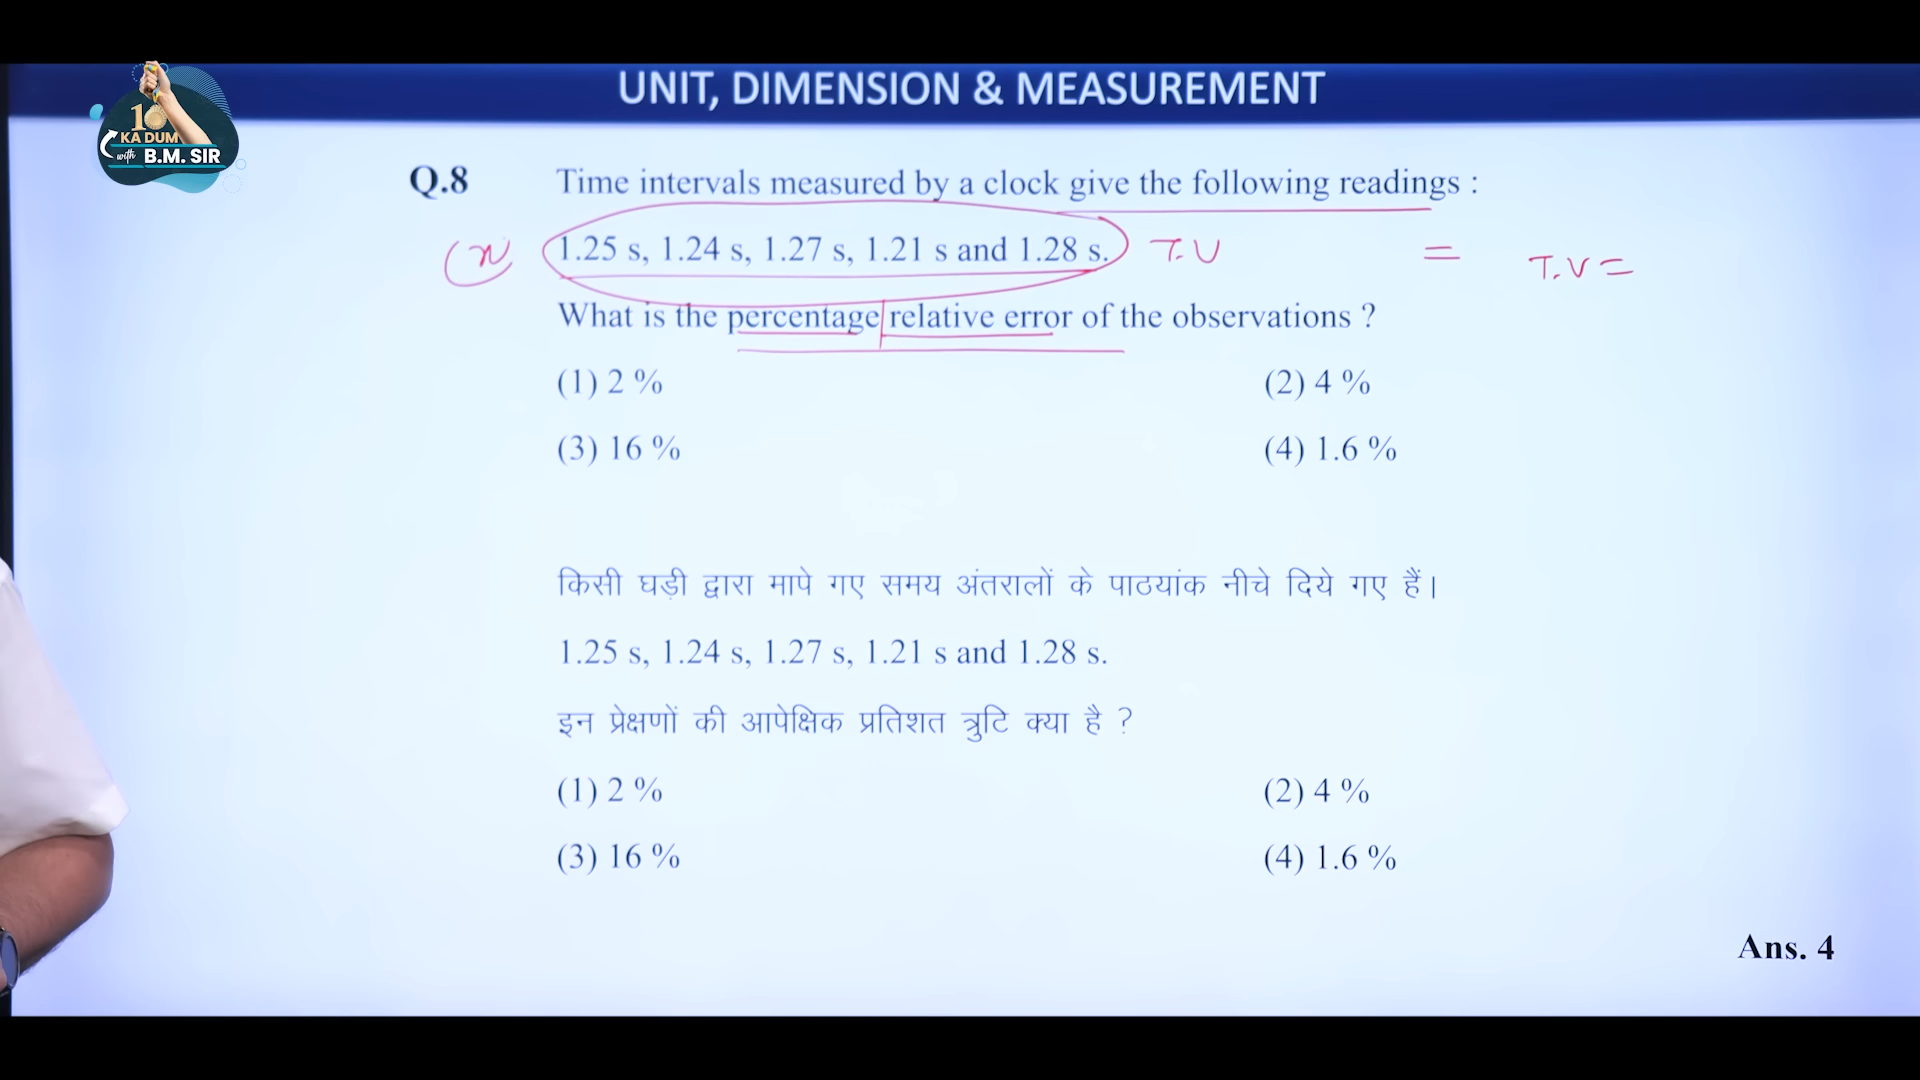 UNIT, DIMENSION & MEASUREMENT
10
KA DUM
with B.M. SIR
Q.8 Time intervals measured by a clock give the following readings :
(x 1.25 s, 1.24 s, 1.27 s, 1.21 s and 1.28 s. T.V = T.V =
What is the percentage relative error of the observations ?
(1) 2 % (2) 4 %
(3) 16 % (4) 1.6 %
किसी घड़ी द्वारा मापे गए समय अंतरालों के पाठयांक नीचे दिये गए हैं।
1.25 s, 1.24 s, 1.27 s, 1.21 s and 1.28 s.
इन प्रेक्षणों की आपेक्षिक प्रतिशत त्रुटि क्या है ?
(1) 2 % (2) 4 %
(3) 16 % (4) 1.6 %
Ans. 4